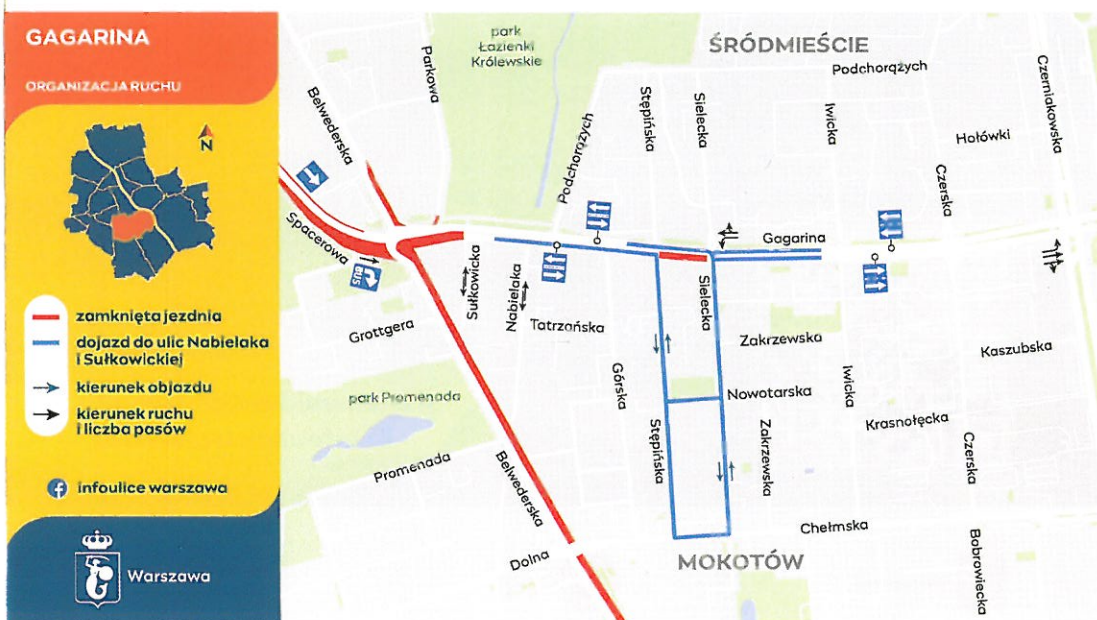 GAGARINA
ORGANIZACJA RUCHU
N
zamknięta jezdnia
dojazd do ulic Nabielaka
i Sułkowickiej
kierunek objazdu
kierunek ruchu
i liczba pasów
infoulice warszawa
Warszawa
park
Łazienki
Królewskie
ŚRÓDMIEŚCIE
Podchorążych
Parkowa
Belwederska
Stępińska
Sielecka
Iwicka
Hołówki
Czerniakowska
Podchorążych
Czerska
Spacerowa
BUS
Gagarina
Sułkowicka
Nabielaka
Sielecka
Grottgera
Tatrzańska
Zakrzewska
Kaszubska
Górska
Nowotarska
Iwicka
park Promenada
Krasnołęcka
Stępińska
Zakrzewska
Czerska
Promenada
Belwederska
Chełmska
Dolna
MOKOTÓW
Bobrowiecka